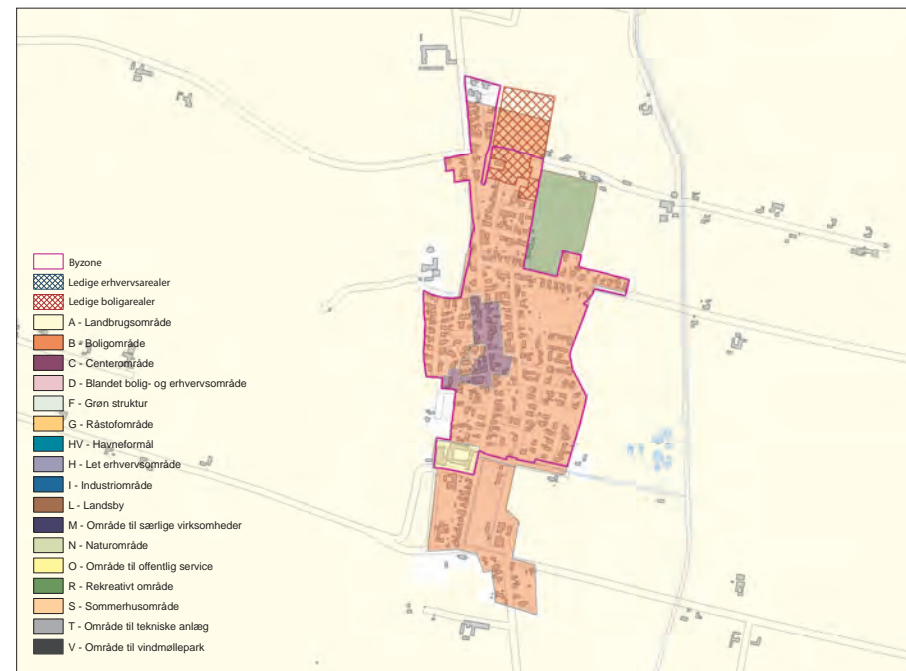 Byzone
Ledige erhvervsarealer
Ledige boligarealer
A - Landbrugsområde
B - Boligområde
C - Centerområde
D - Blandet bolig- og erhvervsområde
F - Grøn struktur
G - Råstofområde
HV - Havneformål
H - Let erhvervsområde
I - Industriområde
L - Landsby
M - Område til særlige virksomheder
N - Naturområde
O - Område til offentlig service
R - Rekreativt område
S - Sommerhusområde
T - Område til tekniske anlæg
V - Område til vindmøllepark